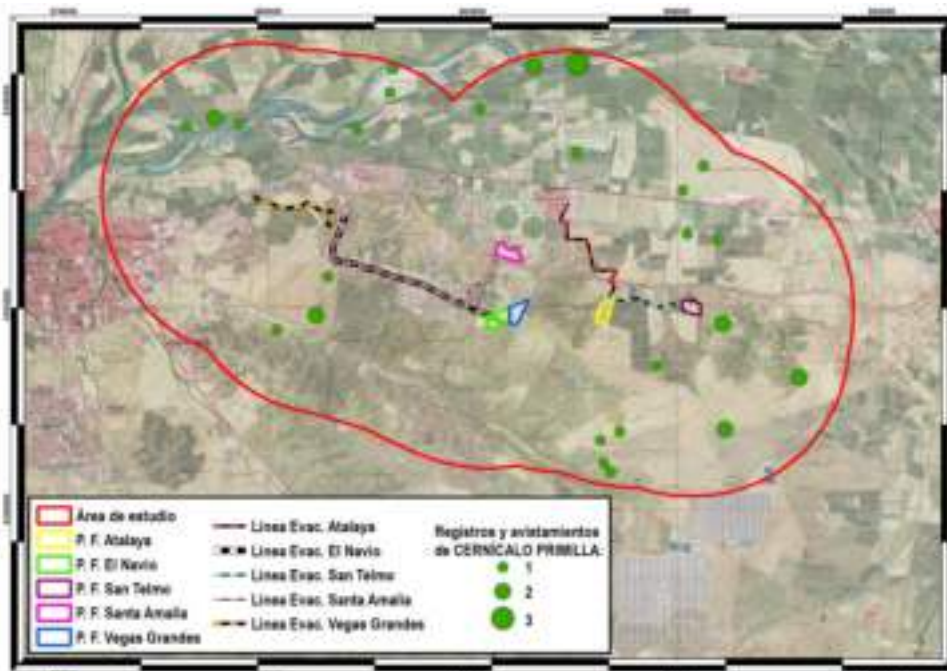 Área de estudio
P. F. Atalaya
P. F. El Navío
P. F. San Telmo
P. F. Santa Amalia
P. F. Vegas Grandes
Línea Evac. Atalaya
Línea Evac. El Navío
Línea Evac. San Telmo
Línea Evac. Santa Amalia
Línea Evac. Vegas Grandes
Registros y avistamientos
de CERNÍCALO PRIMILLA:
1
2
3